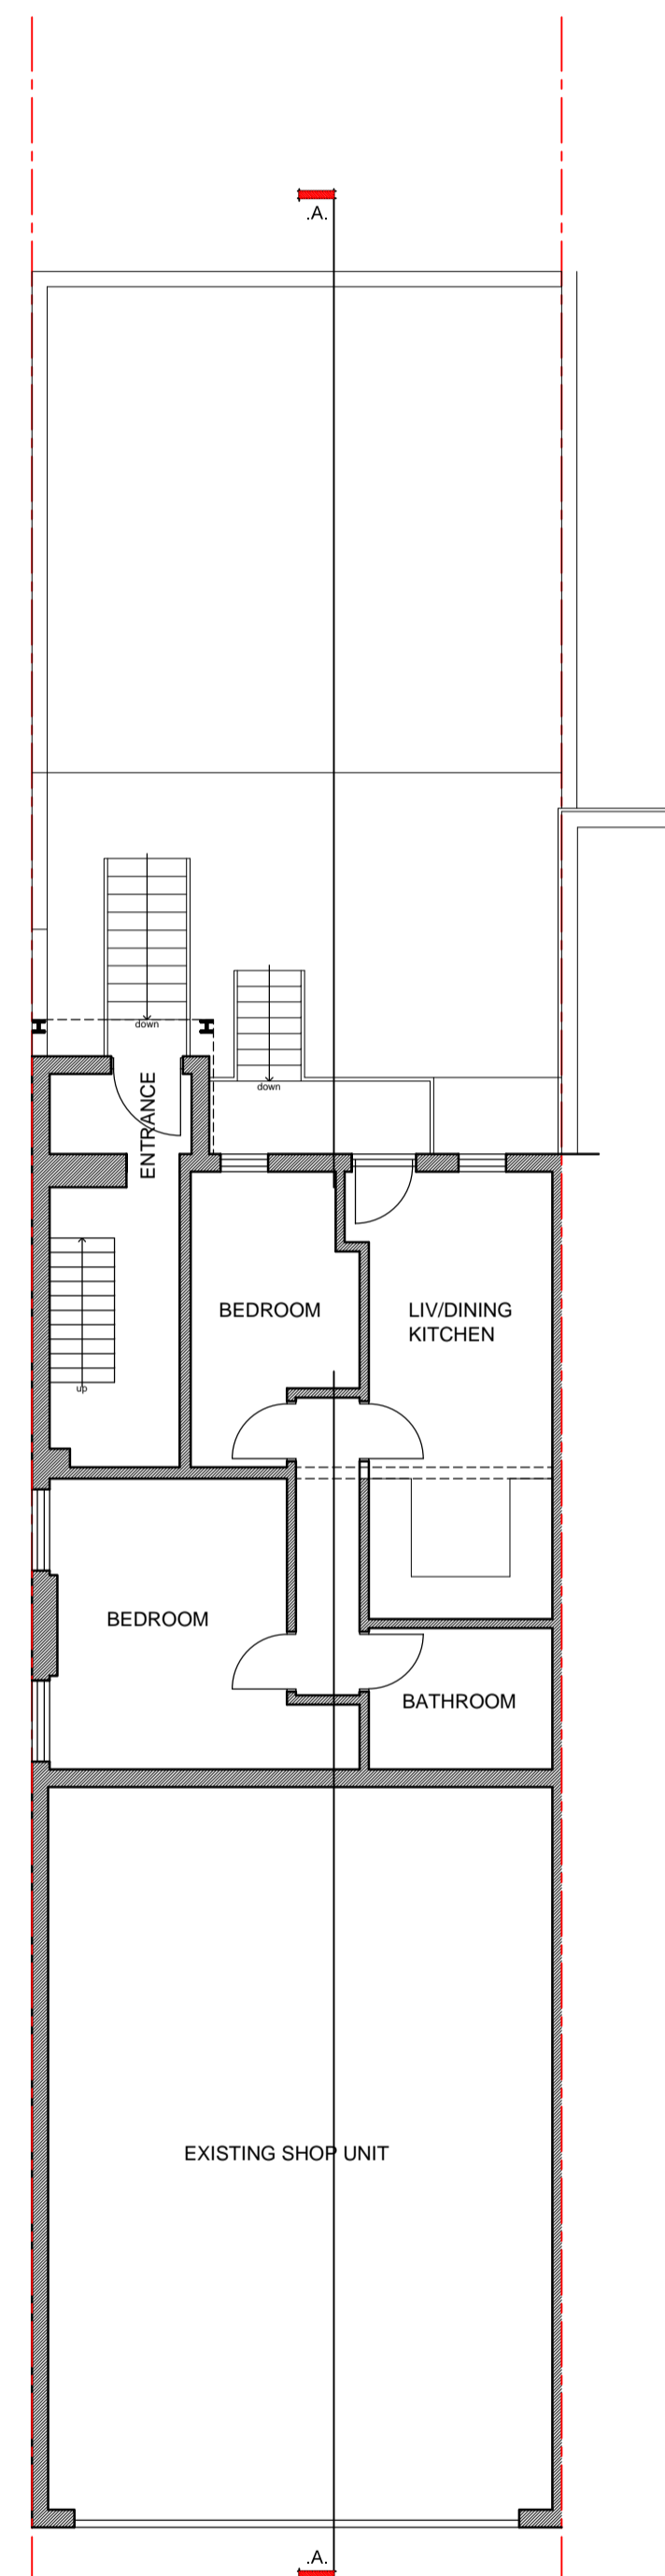 .A.
down
down
ENTRANCE
BEDROOM
LIV/DINING
KITCHEN
up
BEDROOM
BATHROOM
EXISTING SHOP UNIT
.A.